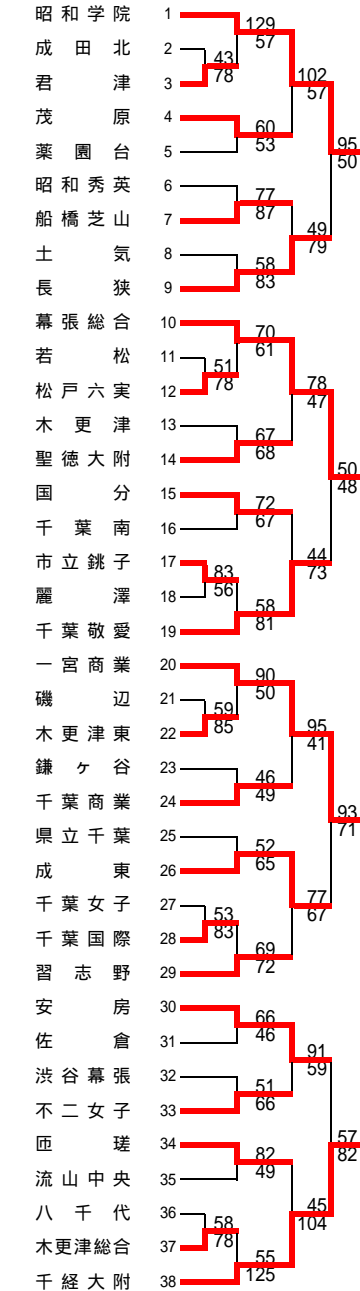 昭和学院 1
129
57
成田北 2
43
78
君津 3
102
57
茂原 4
60
53
薬園台 5
95
50
昭和秀英 6
77
87
船橋芝山 7
49
79
土気 8
58
83
長狭 9
幕張総合 10
70
61
若松 11
51
78
松戸六実 12
78
47
木更津 13
67
68
聖徳大附 14
50
48
国分 15
72
67
千葉南 16
市立銚子 17
44
73
83
56
麗澤 18
58
81
千葉敬愛 19
一宮商業 20
90
50
磯辺 21
59
85
木更津東 22
95
41
鎌ヶ谷 23
46
49
千葉商業 24
93
71
県立千葉 25
52
65
成東 26
77
67
千葉女子 27
53
83
千葉国際 28
69
72
習志野 29
安房 30
66
46
佐倉 31
91
59
渋谷幕張 32
51
66
不二女子 33
57
82
匝瑳 34
82
49
流山中央 35
45
104
八千代 36
58
78
木更津総合 37
55
125
千経大附 38